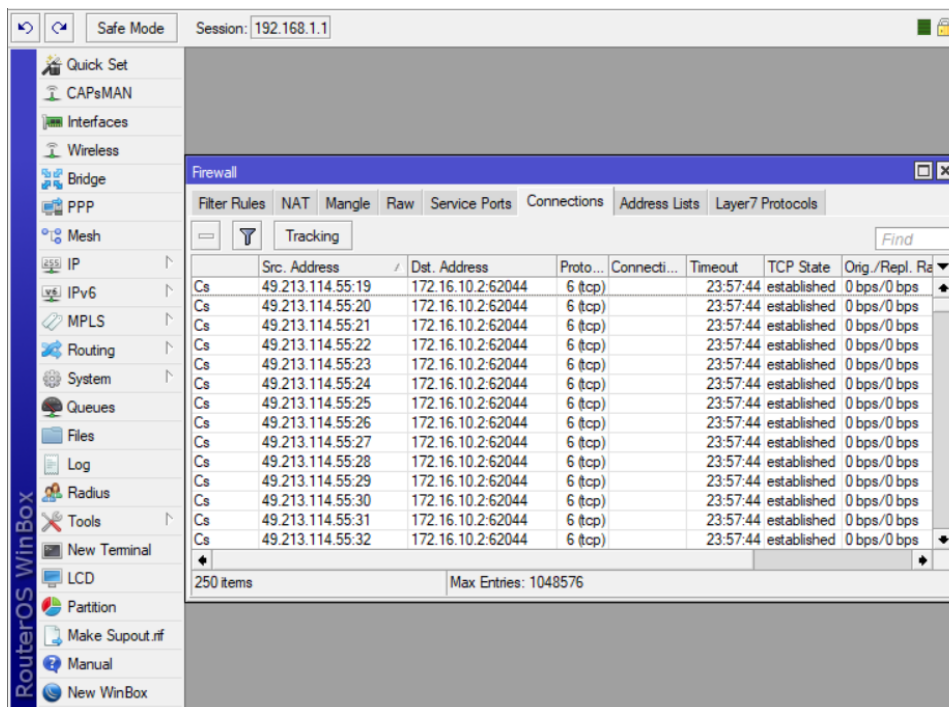 Safe Mode Session: 192.168.1.1
Quick Set
CAPsMAN
Interfaces
Wireless
Bridge
PPP
Mesh
IP
IPv6
MPLS
Routing
System
Queues
Files
Log
Radius
Tools
New Terminal
LCD
Partition
Make Supout.rif
Manual
New WinBox
RouterOS WinBox
Firewall
Filter Rules NAT Mangle Raw Service Ports Connections Address Lists Layer7 Protocols
Tracking Find
Src. Address Dst. Address Proto... Connecti... Timeout TCP State Orig./Repl. Ra
Cs 49.213.114.55:19 172.16.10.2:62044 6 (tcp) 23:57:44 established 0 bps/0 bps
Cs 49.213.114.55:20 172.16.10.2:62044 6 (tcp) 23:57:44 established 0 bps/0 bps
Cs 49.213.114.55:21 172.16.10.2:62044 6 (tcp) 23:57:44 established 0 bps/0 bps
Cs 49.213.114.55:22 172.16.10.2:62044 6 (tcp) 23:57:44 established 0 bps/0 bps
Cs 49.213.114.55:23 172.16.10.2:62044 6 (tcp) 23:57:44 established 0 bps/0 bps
Cs 49.213.114.55:24 172.16.10.2:62044 6 (tcp) 23:57:44 established 0 bps/0 bps
Cs 49.213.114.55:25 172.16.10.2:62044 6 (tcp) 23:57:44 established 0 bps/0 bps
Cs 49.213.114.55:26 172.16.10.2:62044 6 (tcp) 23:57:44 established 0 bps/0 bps
Cs 49.213.114.55:27 172.16.10.2:62044 6 (tcp) 23:57:44 established 0 bps/0 bps
Cs 49.213.114.55:28 172.16.10.2:62044 6 (tcp) 23:57:44 established 0 bps/0 bps
Cs 49.213.114.55:29 172.16.10.2:62044 6 (tcp) 23:57:44 established 0 bps/0 bps
Cs 49.213.114.55:30 172.16.10.2:62044 6 (tcp) 23:57:44 established 0 bps/0 bps
Cs 49.213.114.55:31 172.16.10.2:62044 6 (tcp) 23:57:44 established 0 bps/0 bps
Cs 49.213.114.55:32 172.16.10.2:62044 6 (tcp) 23:57:44 established 0 bps/0 bps
250 items Max Entries: 1048576